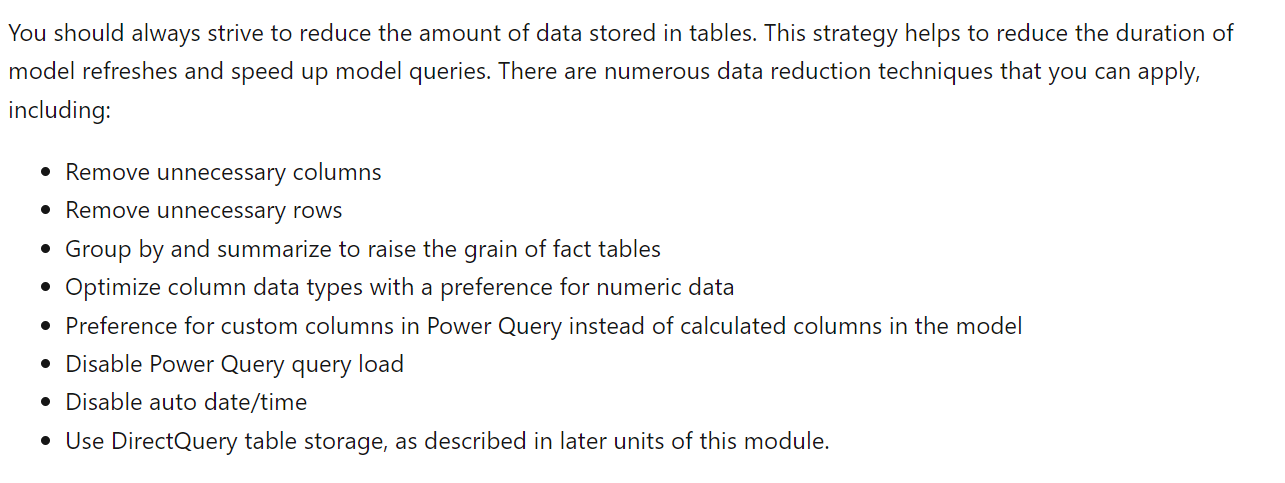 You should always strive to reduce the amount of data stored in tables. This strategy helps to reduce the duration of
model refreshes and speed up model queries. There are numerous data reduction techniques that you can apply,
including:
• Remove unnecessary columns
• Remove unnecessary rows
• Group by and summarize to raise the grain of fact tables
• Optimize column data types with a preference for numeric data
• Preference for custom columns in Power Query instead of calculated columns in the model
• Disable Power Query query load
• Disable auto date/time
• Use DirectQuery table storage, as described in later units of this module.